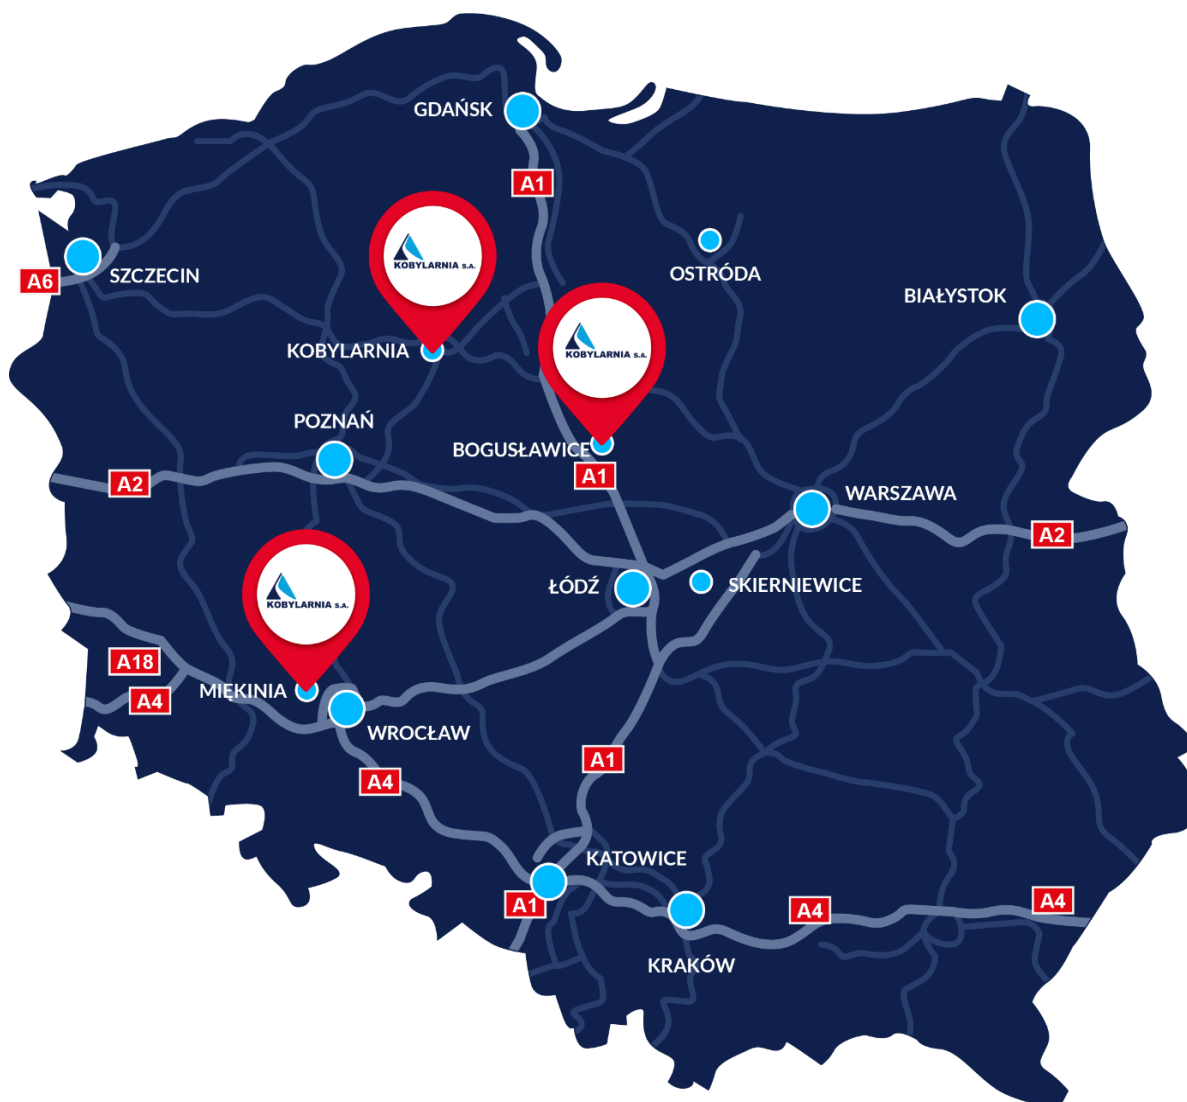 GDAŃSK
A1
KOBYLARNIA S.A.
OSTRÓDA
SZCZECIN
A6
BIAŁYSTOK
KOBYLARNIA
KOBYLARNIA S.A.
POZNAŃ
BOGUSŁAWICE
A1
A2
WARSZAWA
A2
ŁÓDŹ
SKIERNIEWICE
KOBYLARNIA S.A.
A18
MIĘKINIA
A4
WROCŁAW
A1
A4
KATOWICE
A1
A4
A4
KRAKÓW